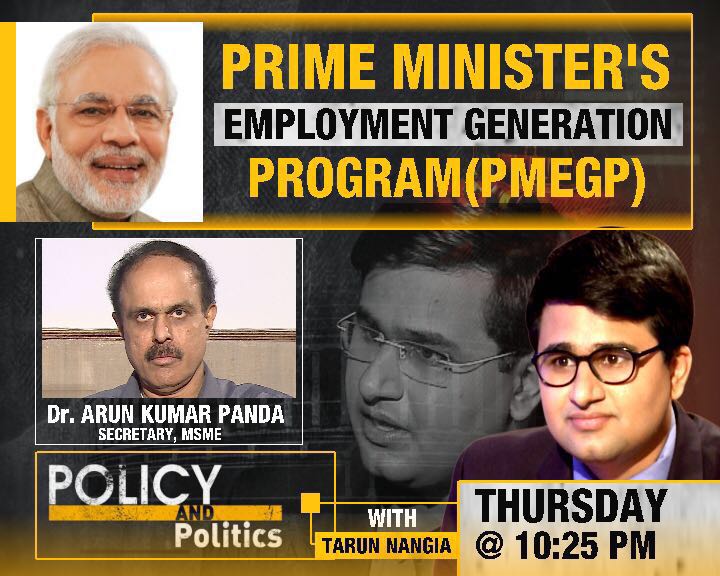 PRIME MINISTER'S
EMPLOYMENT GENERATION
PROGRAM(PMEGP)
Dr. ARUN KUMAR PANDA
SECRETARY, MSME
POLICY
AND
Politics
WITH
TARUN NANGIA
THURSDAY
@ 10:25 PM